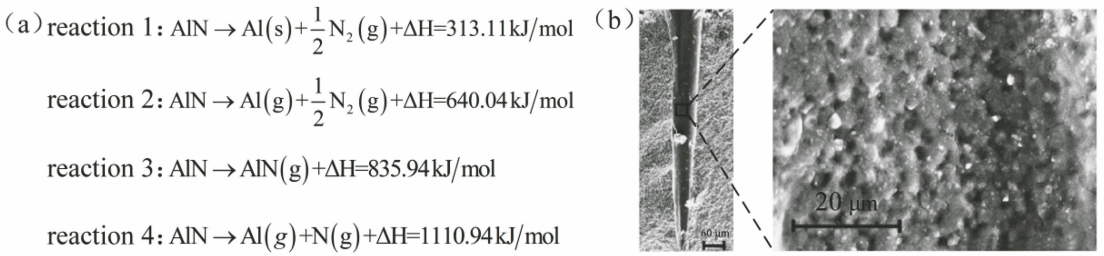 (a) reaction 1: AlN → Al(s)+1/2 N₂(g)+ΔH=313.11kJ/mol
reaction 2: AlN → Al(g)+1/2 N₂(g)+ΔH=640.04kJ/mol
reaction 3: AlN → AlN(g)+ΔH=835.94kJ/mol
reaction 4: AlN → Al(g)+N(g)+ΔH=1110.94kJ/mol
(b)
60 μm
20 μm